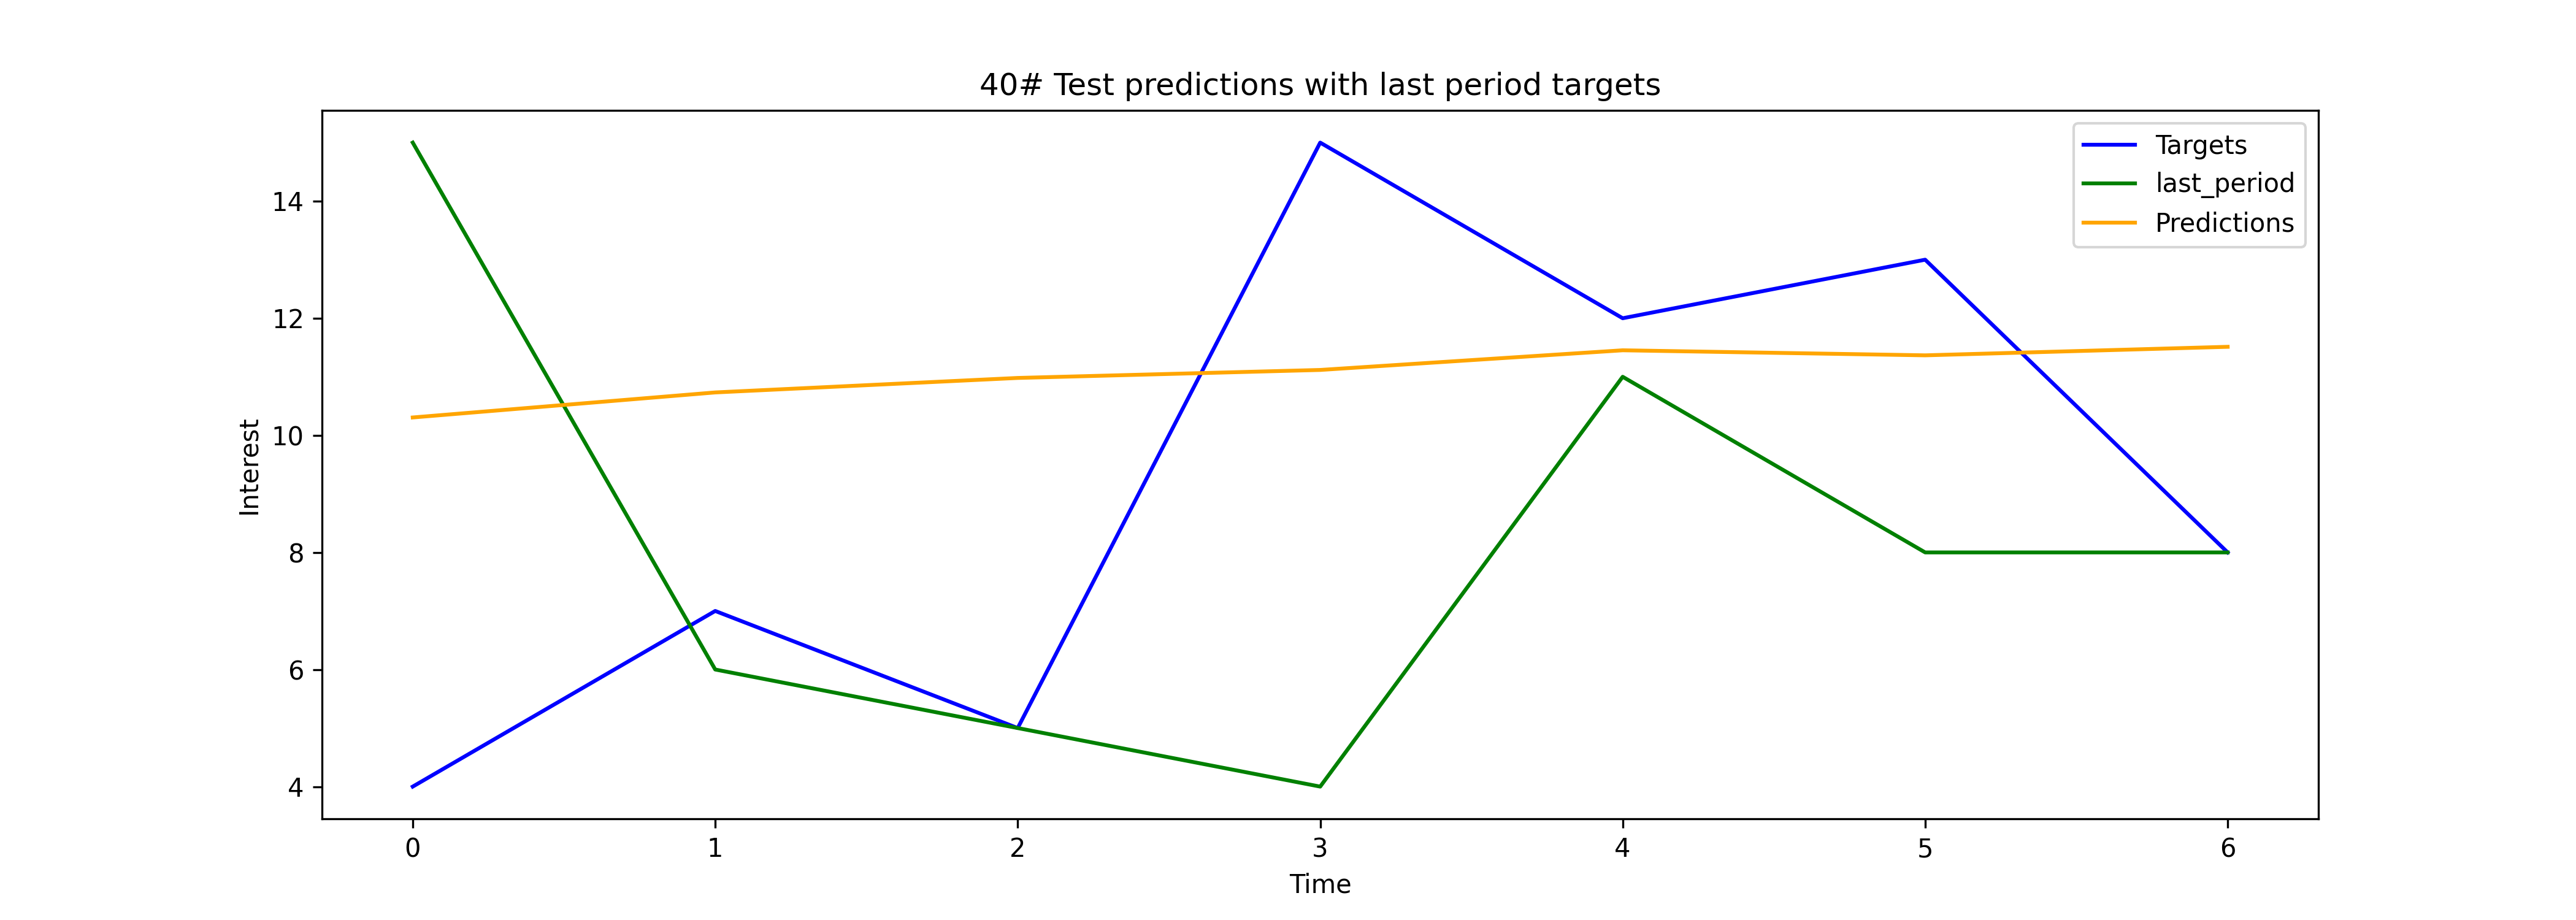 40# Test predictions with last period targets
Targets
last_period
Predictions
Interest
14
12
10
8
6
4
0 1 2 3 4 5 6
Time